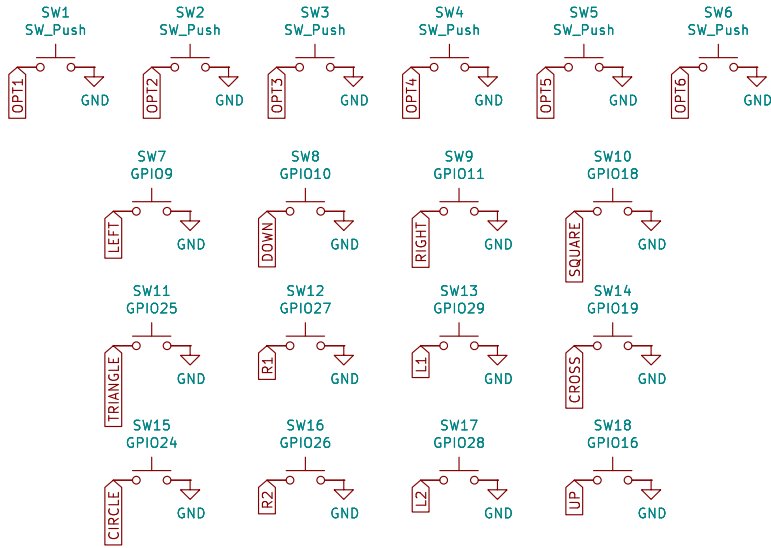 SW1 SW2 SW3 SW4 SW5 SW6
SW_Push SW_Push SW_Push SW_Push SW_Push SW_Push
OPT1 OPT2 OPT3 OPT4 OPT5 OPT6
GND GND GND GND GND GND
SW7 SW8 SW9 SW10
GPIO9 GPIO10 GPIO11 GPIO18
LEFT DOWN RIGHT SQUARE
GND GND GND GND
SW11 SW12 SW13 SW14
GPIO25 GPIO27 GPIO29 GPIO19
TRIANGLE R1 L1 CROSS
GND GND GND GND
SW15 SW16 SW17 SW18
GPIO24 GPIO26 GPIO28 GPIO16
CIRCLE R2 L2 UP
GND GND GND GND